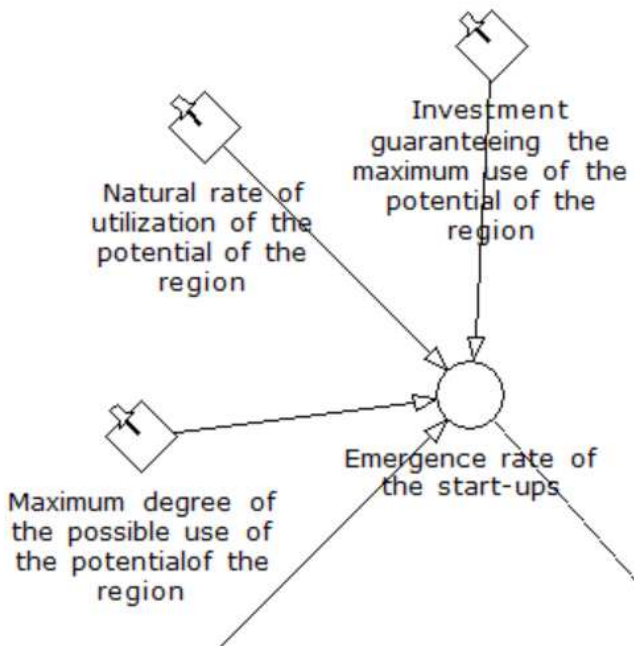 Investment
guaranteeing the
maximum use of the
potential of the
region
Natural rate of
utilization of the
potential of the
region
Emergence rate of
the start-ups
Maximum degree of
the possible use of
the potentialof the
region